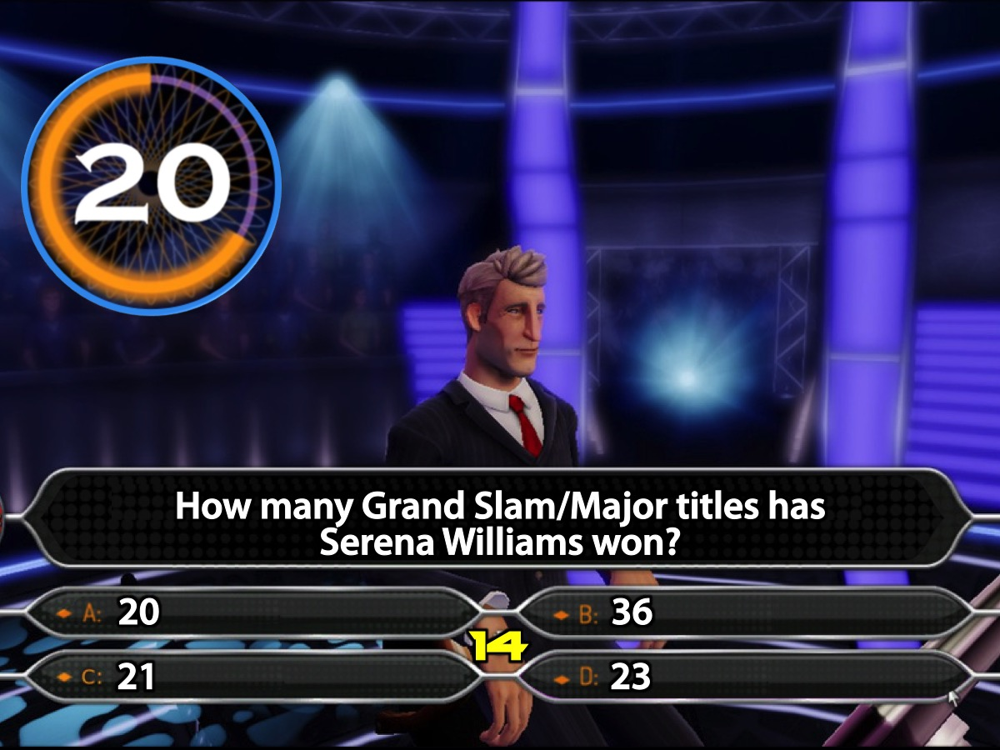 20
How many Grand Slam/Major titles has
Serena Williams won?
A: 20
B: 36
14
C: 21
D: 23